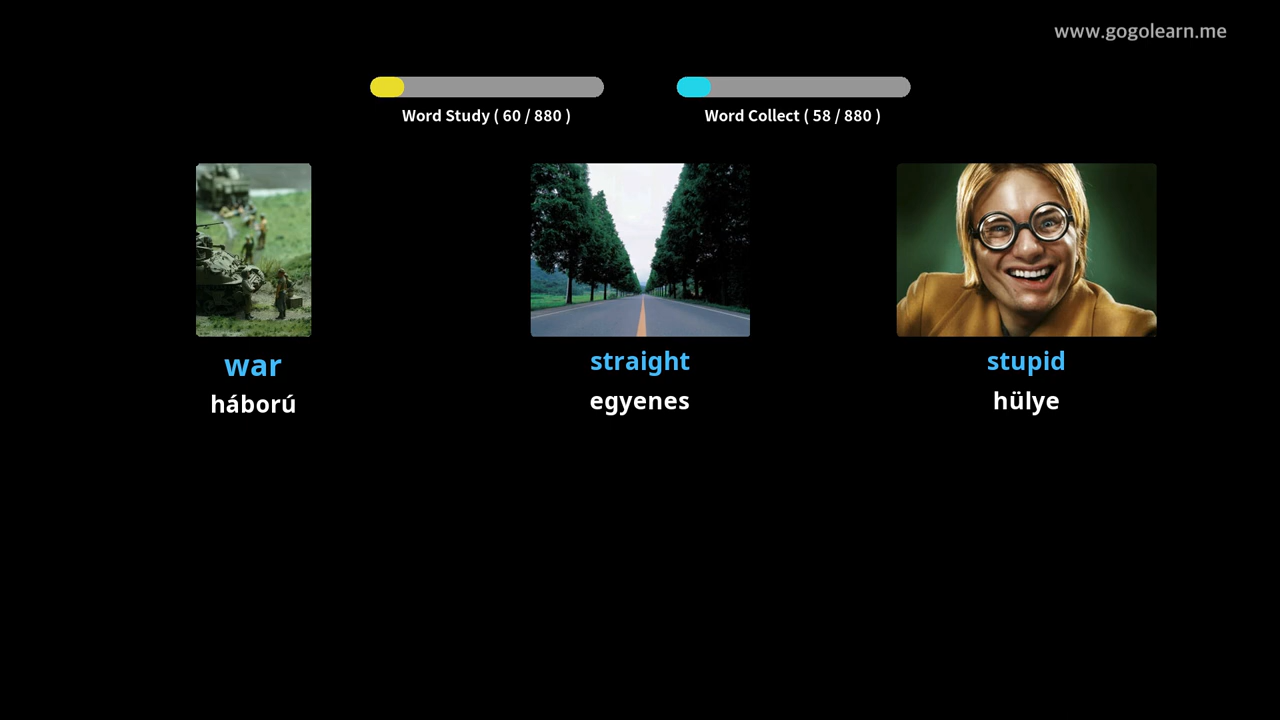 www.gogolearn.me
Word Study ( 60 / 880 )
Word Collect ( 58 / 880 )
war
háború
straight
egyenes
stupid
hülye